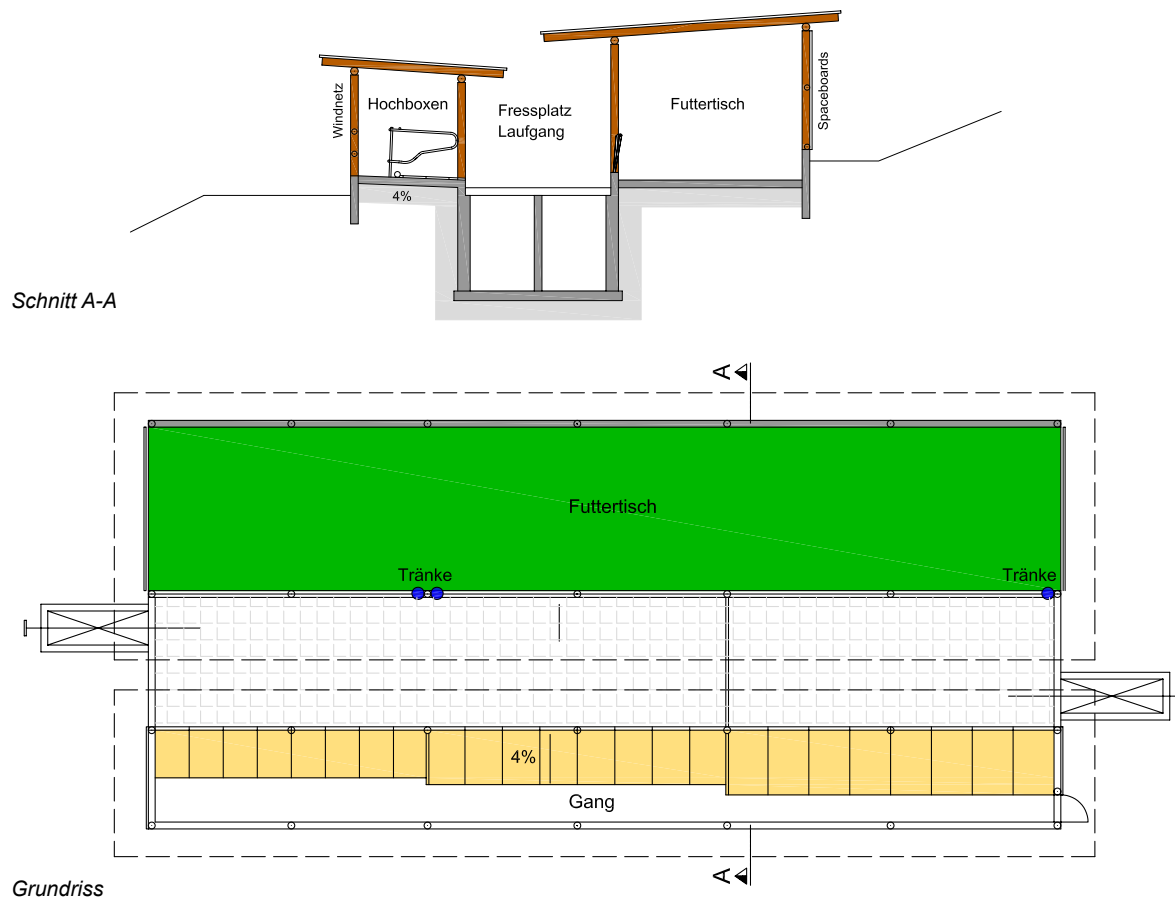 Windnetz
Hochboxen
Fressplatz
Laufgang
Futtertisch
Spaceboards
4%
Schnitt A-A
A
Futtertisch
Tränke
Tränke
4%
Gang
A
Grundriss